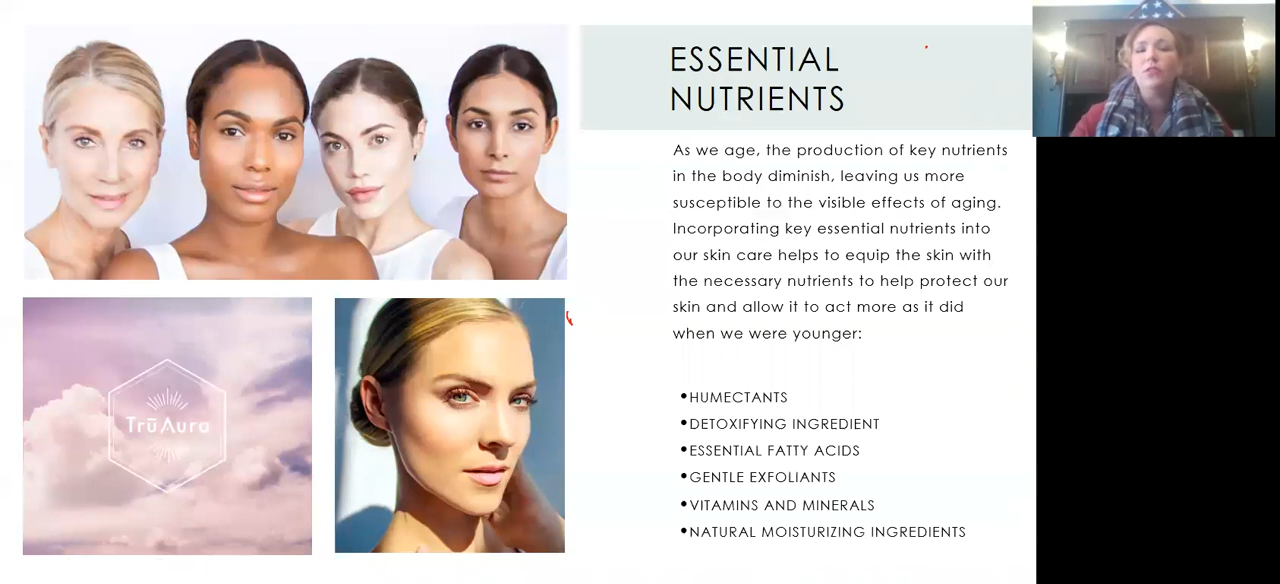 ESSENTIAL
NUTRIENTS
As we age, the production of key nutrients
in the body diminish, leaving us more
susceptible to the visible effects of aging.
Incorporating key essential nutrients into
our skin care helps to equip the skin with
the necessary nutrients to help protect our
skin and allow it to act more as it did
when we were younger:
•HUMECTANTS
•DETOXIFYING INGREDIENT
•ESSENTIAL FATTY ACIDS
•GENTLE EXFOLIANTS
•VITAMINS AND MINERALS
•NATURAL MOISTURIZING INGREDIENTS
TrūAura